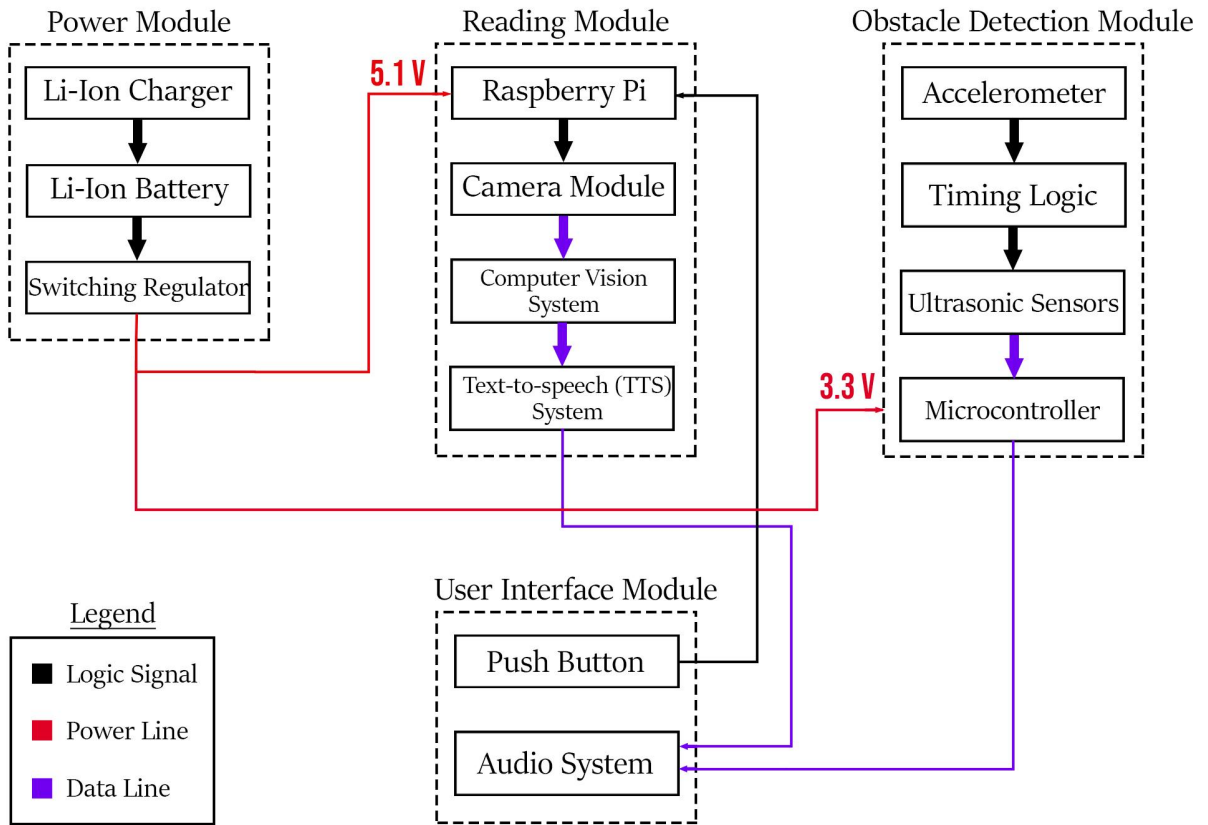 Power Module
Li-Ion Charger
Li-Ion Battery
Switching Regulator
5.1 V
Reading Module
Raspberry Pi
Camera Module
Computer Vision
System
Text-to-speech (TTS)
System
3.3 V
Obstacle Detection Module
Accelerometer
Timing Logic
Ultrasonic Sensors
Microcontroller
User Interface Module
Push Button
Audio System
Legend
Logic Signal
Power Line
Data Line